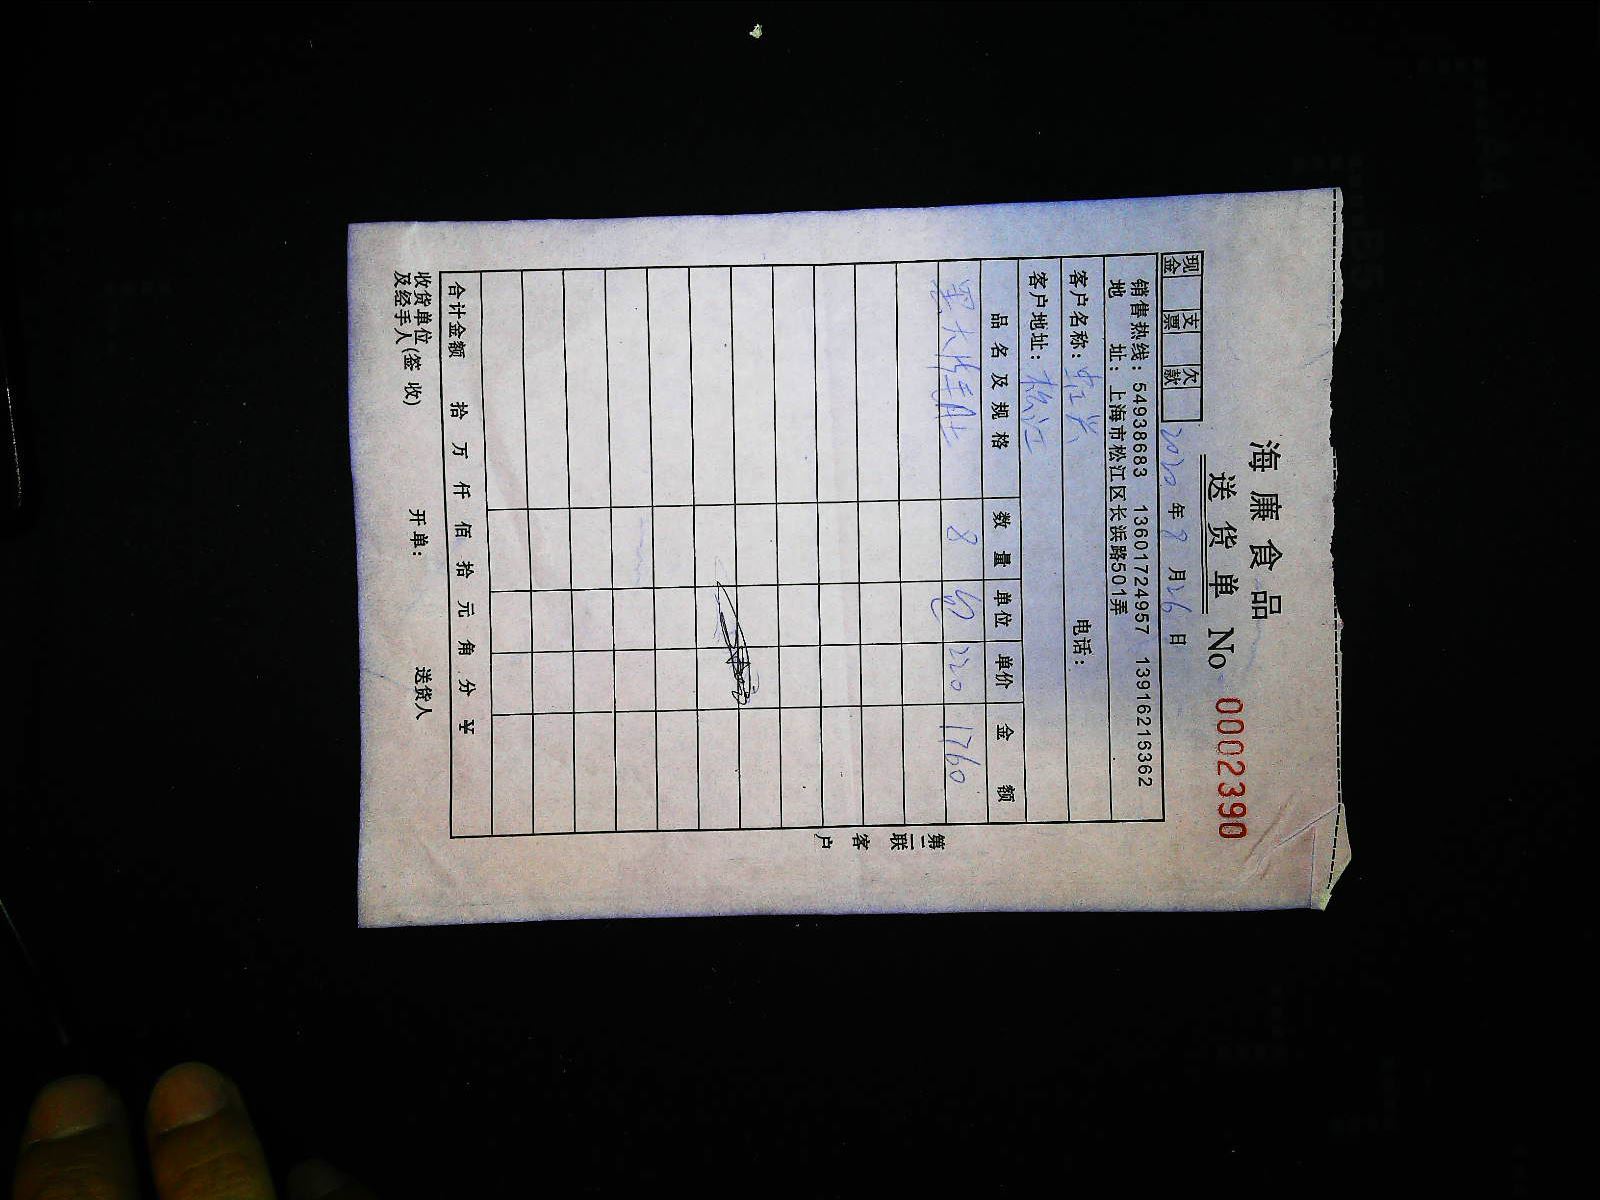 海廉食品
送货单 No 0002390
现金 支票 欠款 2020 年 8 月 26 日
销售热线：54938683 13601724957 13916216362
地 址：上海市松江区长浜路501弄
客户名称： 电话：
客户地址：松江
品名及规格 数量 单位 单价 金额
8 包 220 1760
合计金额 拾 万 仟 佰 拾 元 角 分 ¥
收货单位
及经手人(签 收) 开单： 送货人
第二联 客户